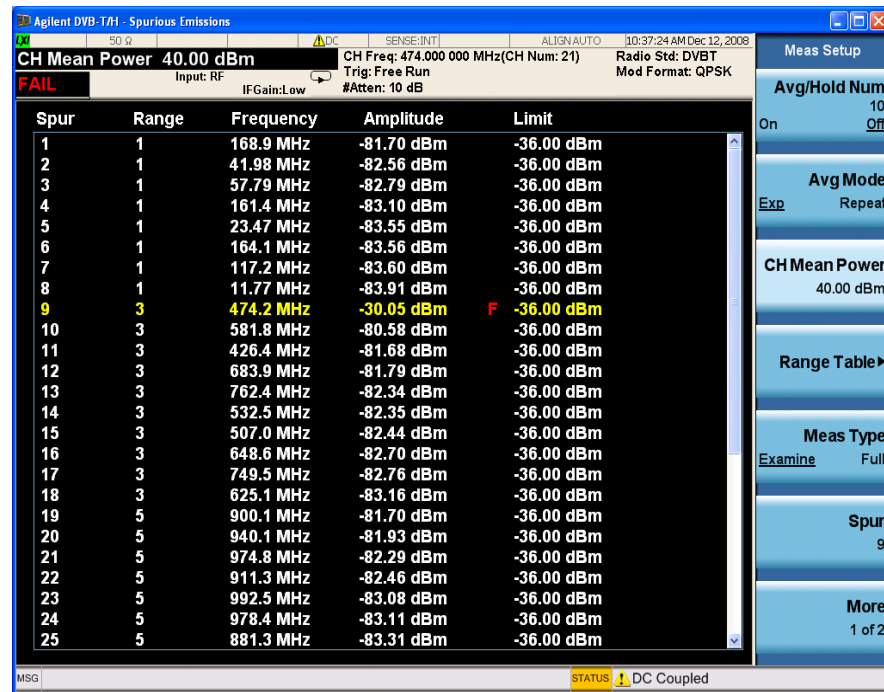 Agilent DVB-T/H - Spurious Emissions
LXI 50 Ω DC SENSE:INT ALIGN AUTO 10:37:24 AM Dec 12, 2008
CH Mean Power 40.00 dBm
CH Freq: 474.000 000 MHz(CH Num: 21) Radio Std: DVBT
Input: RF Trig: Free Run Mod Format: QPSK
FAIL IFGain:Low #Atten: 10 dB
Spur Range Frequency Amplitude Limit
1 1 168.9 MHz -81.70 dBm -36.00 dBm
2 1 41.98 MHz -82.56 dBm -36.00 dBm
3 1 57.79 MHz -82.79 dBm -36.00 dBm
4 1 161.4 MHz -83.10 dBm -36.00 dBm
5 1 23.47 MHz -83.55 dBm -36.00 dBm
6 1 164.1 MHz -83.56 dBm -36.00 dBm
7 1 117.2 MHz -83.60 dBm -36.00 dBm
8 1 11.77 MHz -83.91 dBm -36.00 dBm
9 3 474.2 MHz -30.05 dBm F -36.00 dBm
10 3 581.8 MHz -80.58 dBm -36.00 dBm
11 3 426.4 MHz -81.68 dBm -36.00 dBm
12 3 683.9 MHz -81.79 dBm -36.00 dBm
13 3 762.4 MHz -82.34 dBm -36.00 dBm
14 3 532.5 MHz -82.35 dBm -36.00 dBm
15 3 507.0 MHz -82.44 dBm -36.00 dBm
16 3 648.6 MHz -82.70 dBm -36.00 dBm
17 3 749.5 MHz -82.76 dBm -36.00 dBm
18 3 625.1 MHz -83.16 dBm -36.00 dBm
19 5 900.1 MHz -81.70 dBm -36.00 dBm
20 5 940.1 MHz -81.93 dBm -36.00 dBm
21 5 974.8 MHz -82.29 dBm -36.00 dBm
22 5 911.3 MHz -82.46 dBm -36.00 dBm
23 5 992.5 MHz -83.08 dBm -36.00 dBm
24 5 978.4 MHz -83.11 dBm -36.00 dBm
25 5 881.3 MHz -83.31 dBm -36.00 dBm
Meas Setup
Avg/Hold Num
10
On Off
Avg Mode
Exp Repeat
CH Mean Power
40.00 dBm
Range Table
Meas Type
Examine Full
Spur
9
More
1 of 2
MSG STATUS DC Coupled